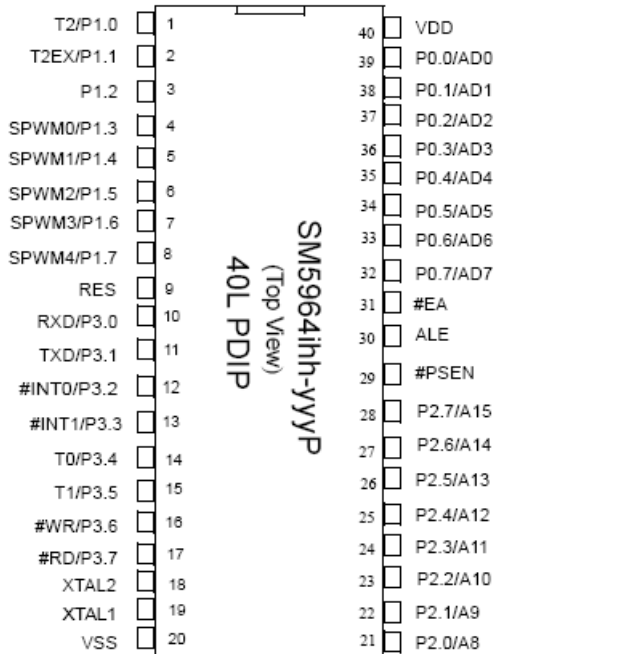 T2/P1.0 1
T2EX/P1.1 2
P1.2 3
SPWM0/P1.3 4
SPWM1/P1.4 5
SPWM2/P1.5 6
SPWM3/P1.6 7
SPWM4/P1.7 8
RES 9
RXD/P3.0 10
TXD/P3.1 11
#INT0/P3.2 12
#INT1/P3.3 13
T0/P3.4 14
T1/P3.5 15
#WR/P3.6 16
#RD/P3.7 17
XTAL2 18
XTAL1 19
VSS 20
SM5964ihh-yyyP
(Top View)
40L PDIP
40 VDD
39 P0.0/AD0
38 P0.1/AD1
37 P0.2/AD2
36 P0.3/AD3
35 P0.4/AD4
34 P0.5/AD5
33 P0.6/AD6
32 P0.7/AD7
31 #EA
30 ALE
29 #PSEN
28 P2.7/A15
27 P2.6/A14
26 P2.5/A13
25 P2.4/A12
24 P2.3/A11
23 P2.2/A10
22 P2.1/A9
21 P2.0/A8